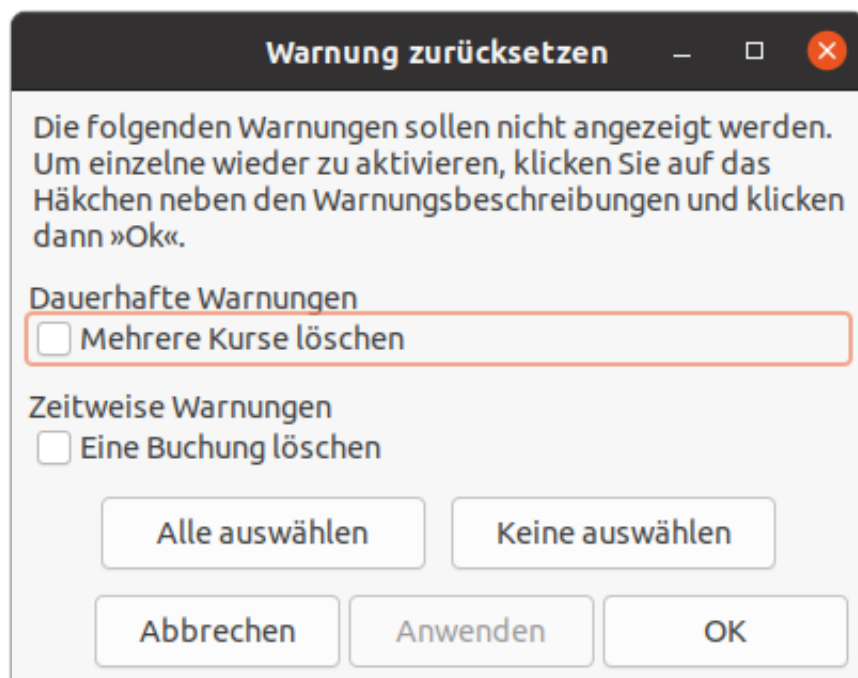 Warnung zurücksetzen
Die folgenden Warnungen sollen nicht angezeigt werden.
Um einzelne wieder zu aktivieren, klicken Sie auf das
Häkchen neben den Warnungsbeschreibungen und klicken
dann »Ok«.
Dauerhafte Warnungen
Mehrere Kurse löschen
Zeitweise Warnungen
Eine Buchung löschen
Alle auswählen Keine auswählen
Abbrechen Anwenden OK